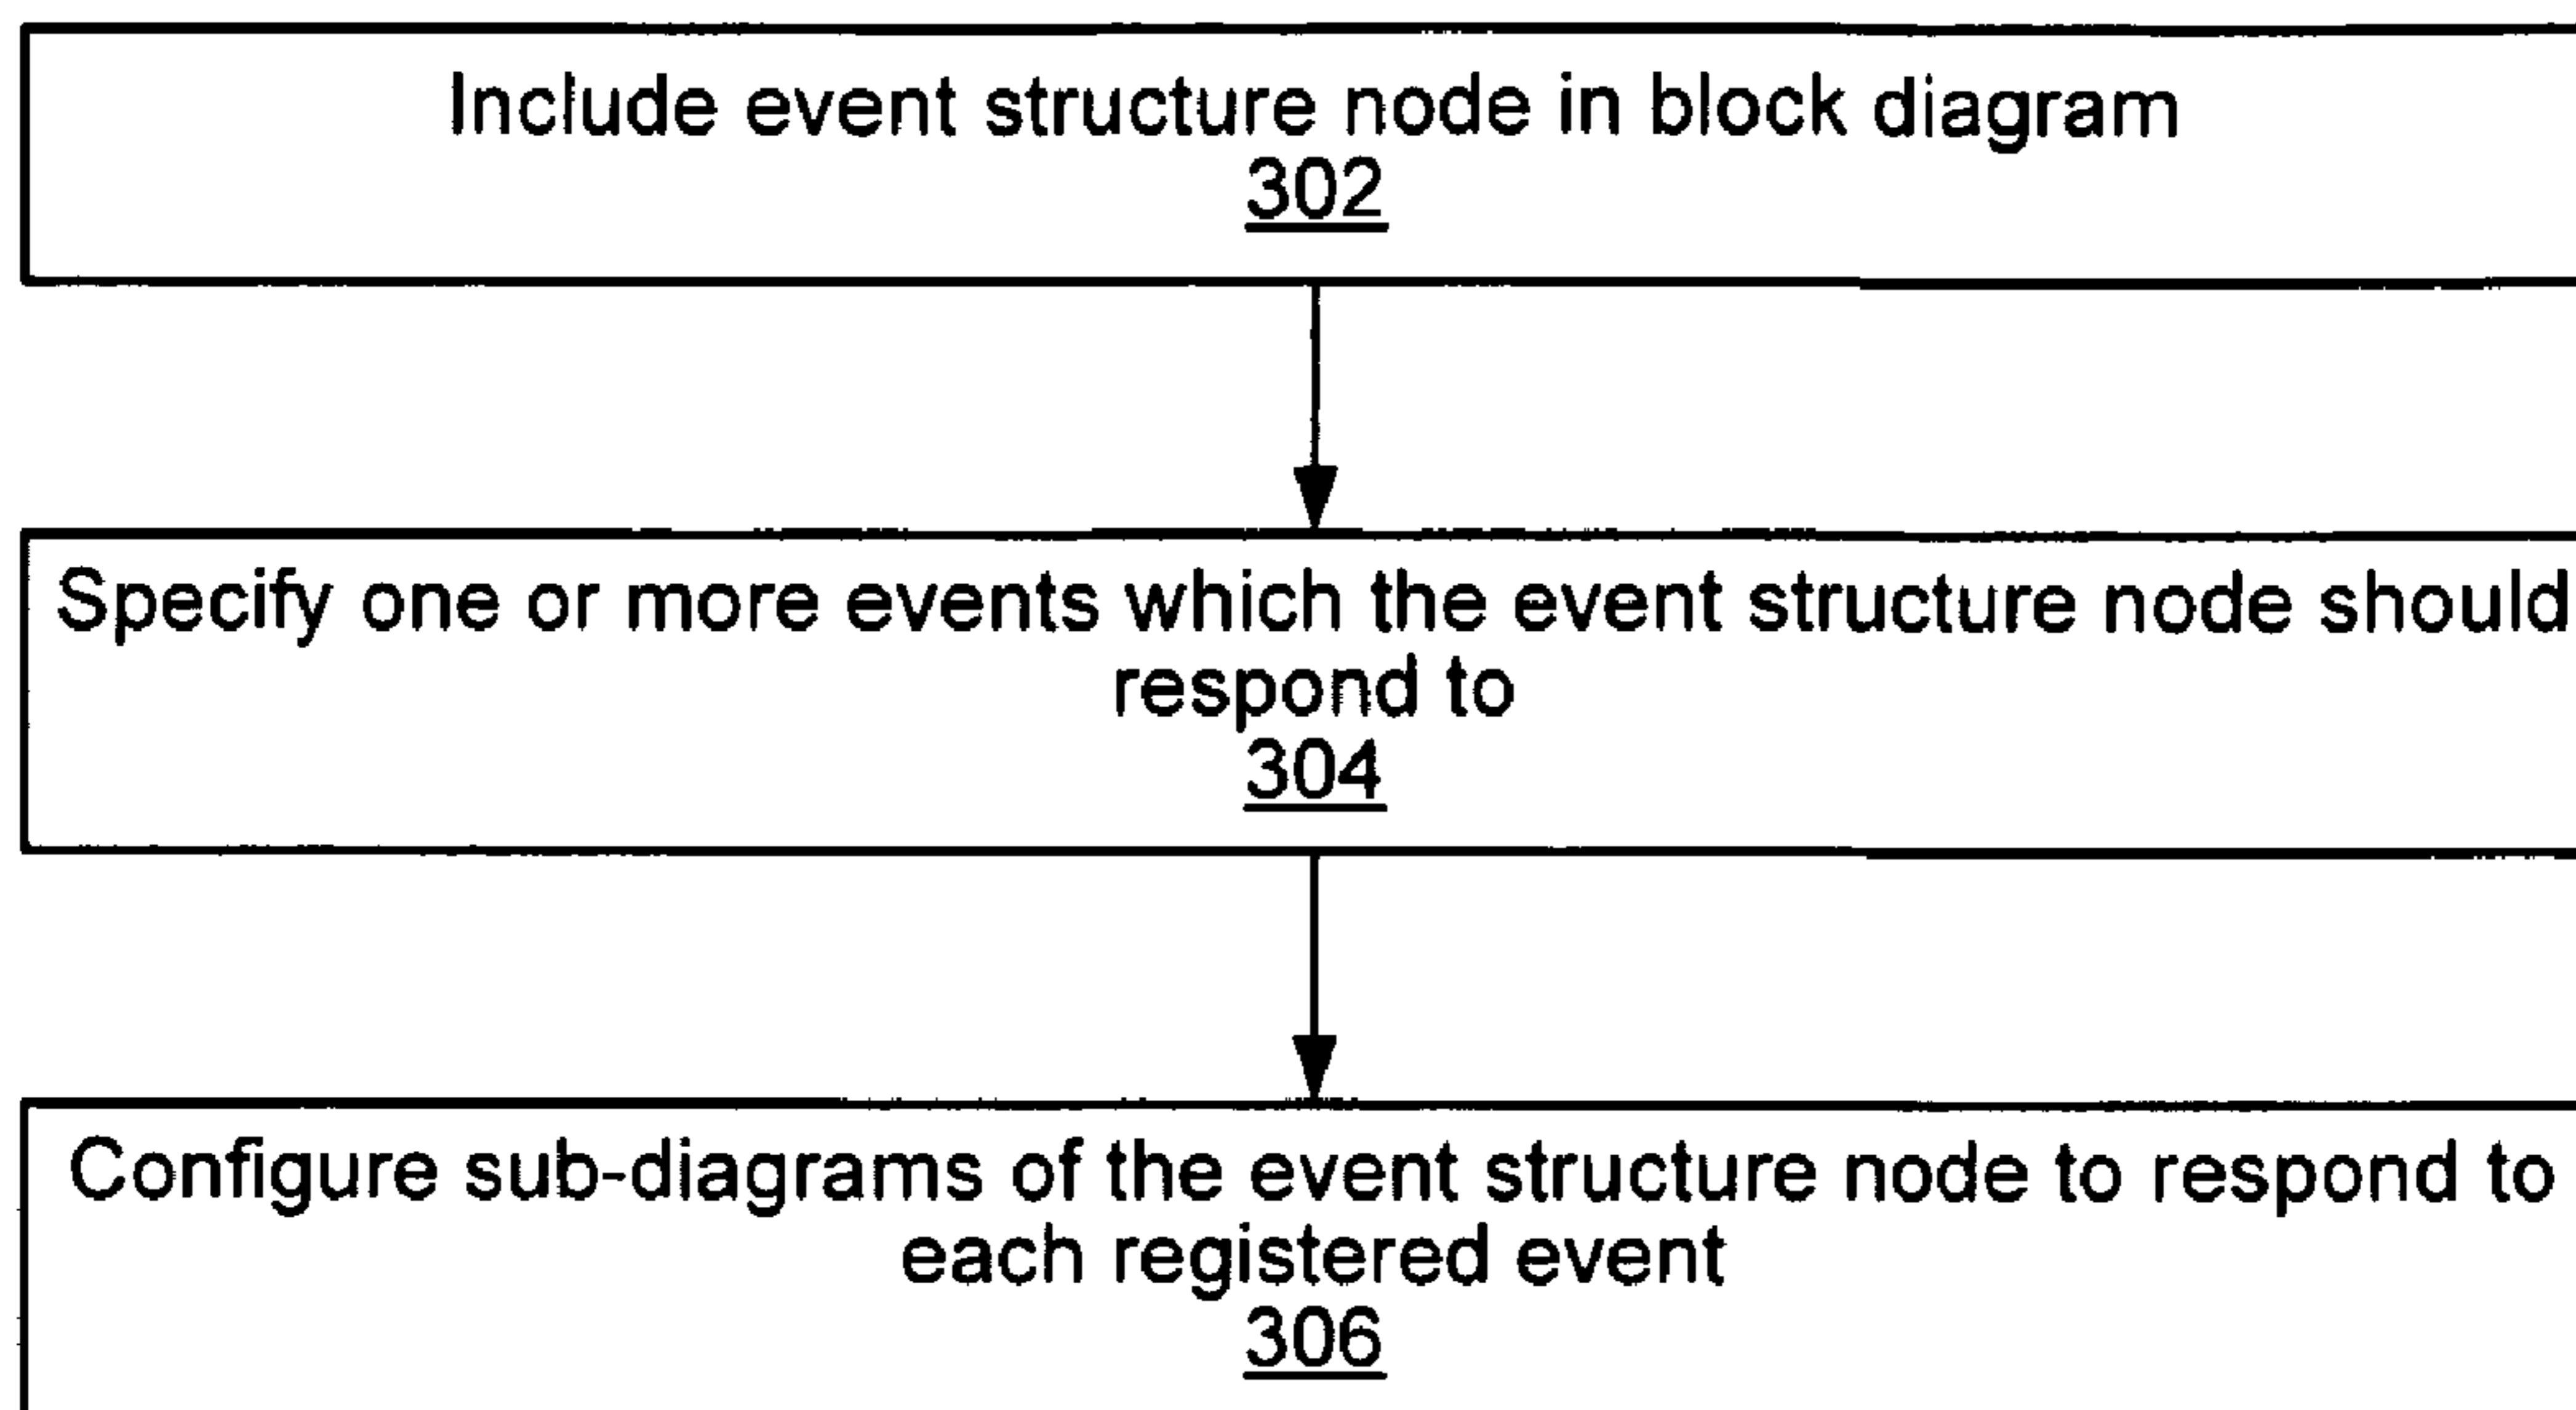 Include event structure node in block diagram
302
Specify one or more events which the event structure node should
respond to
304
Configure sub-diagrams of the event structure node to respond to
each registered event
306